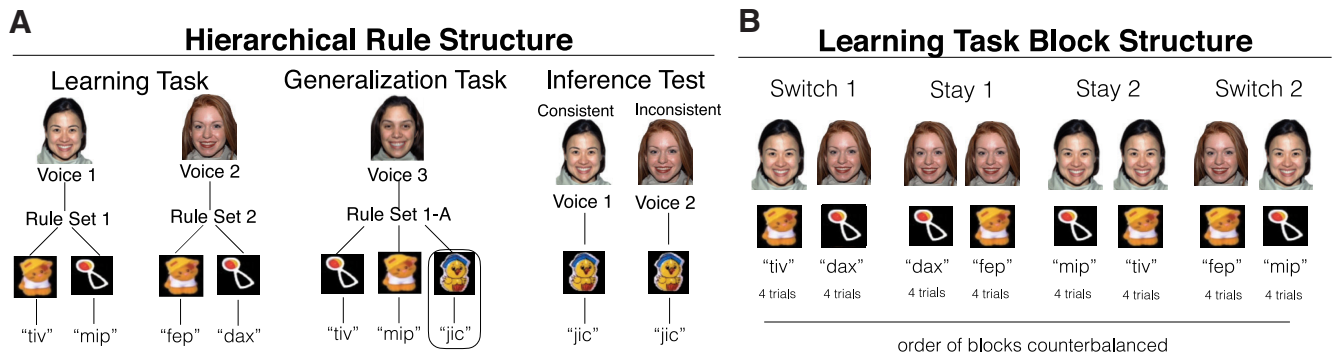 A
Hierarchical Rule Structure
Learning Task
Generalization Task
Inference Test
Consistent
Inconsistent
Voice 1
Voice 2
Voice 3
Voice 1
Voice 2
Rule Set 1
Rule Set 2
Rule Set 1-A
“tiv”
“mip”
“fep”
“dax”
“tiv”
“mip”
“jic”
“jic”
“jic”
B
Learning Task Block Structure
Switch 1
Stay 1
Stay 2
Switch 2
“tiv”
“dax”
“dax”
“fep”
“mip”
“tiv”
“fep”
“mip”
4 trials
4 trials
4 trials
4 trials
4 trials
4 trials
4 trials
4 trials
order of blocks counterbalanced